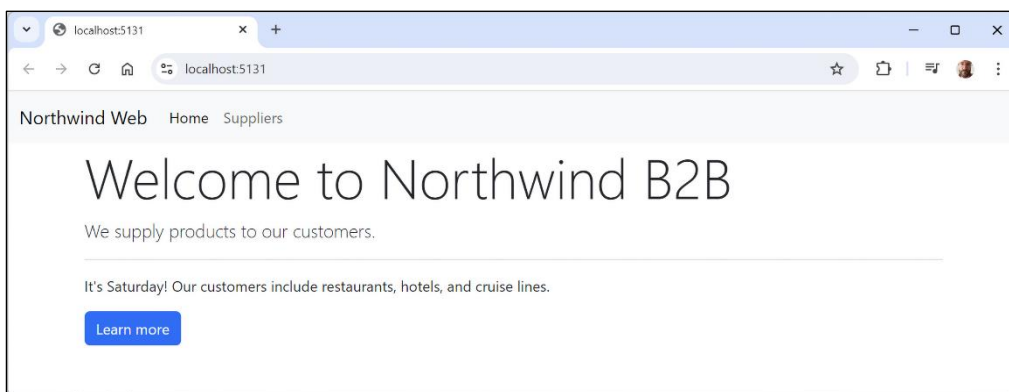 localhost:5131
localhost:5131
Northwind Web Home Suppliers
Welcome to Northwind B2B
We supply products to our customers.
It's Saturday! Our customers include restaurants, hotels, and cruise lines.
Learn more